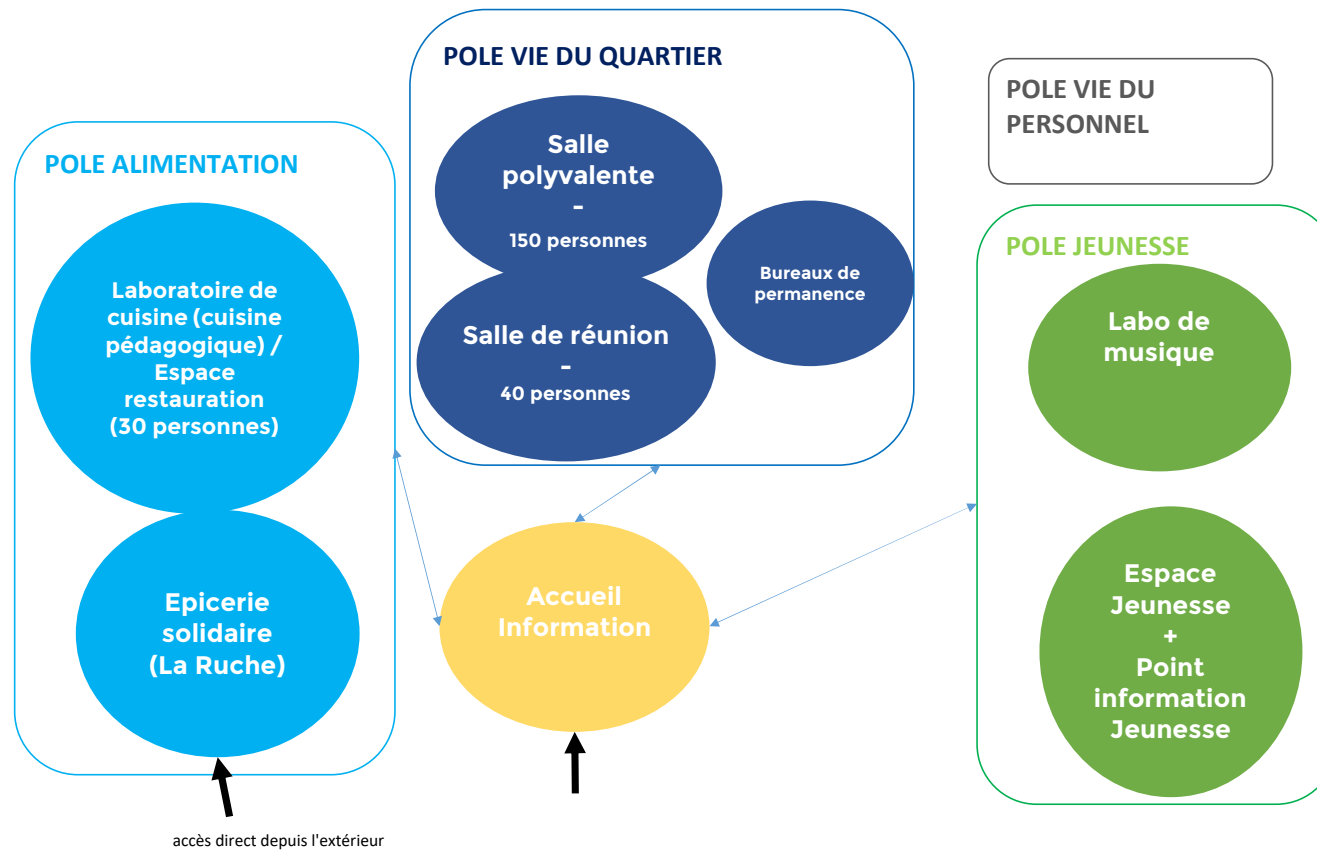 POLE VIE DU QUARTIER
POLE VIE DU
PERSONNEL
POLE ALIMENTATION
Salle
polyvalente
-
150 personnes
Bureaux de
permanence
Salle de réunion
-
40 personnes
Laboratoire de
cuisine (cuisine
pédagogique) /
Espace
restauration
(30 personnes)
POLE JEUNESSE
Labo de
musique
Epicerie
solidaire
(La Ruche)
Accueil
Information
Espace
Jeunesse
+
Point
information
Jeunesse
accès direct depuis l'extérieur